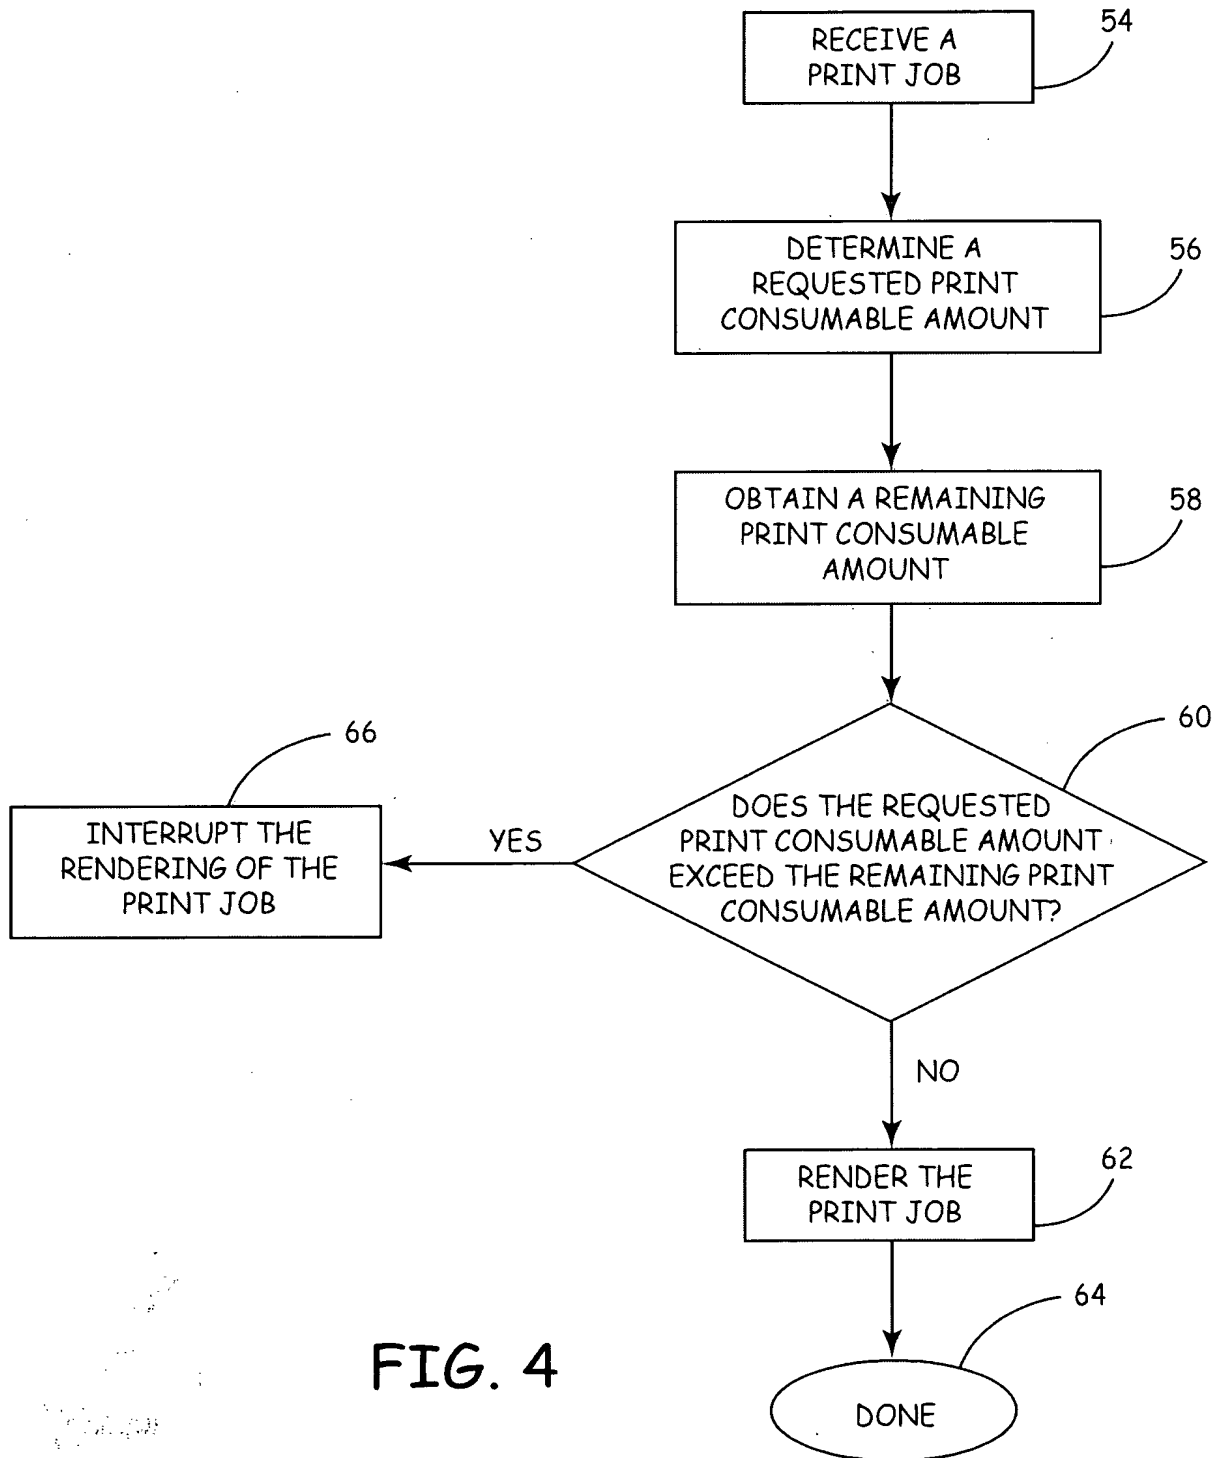 RECEIVE A
PRINT JOB
54
DETERMINE A
REQUESTED PRINT
CONSUMABLE AMOUNT
56
OBTAIN A REMAINING
PRINT CONSUMABLE
AMOUNT
58
60
DOES THE REQUESTED
PRINT CONSUMABLE AMOUNT
EXCEED THE REMAINING PRINT
CONSUMABLE AMOUNT?
YES
66
INTERRUPT THE
RENDERING OF THE
PRINT JOB
NO
RENDER THE
PRINT JOB
62
64
DONE
FIG. 4